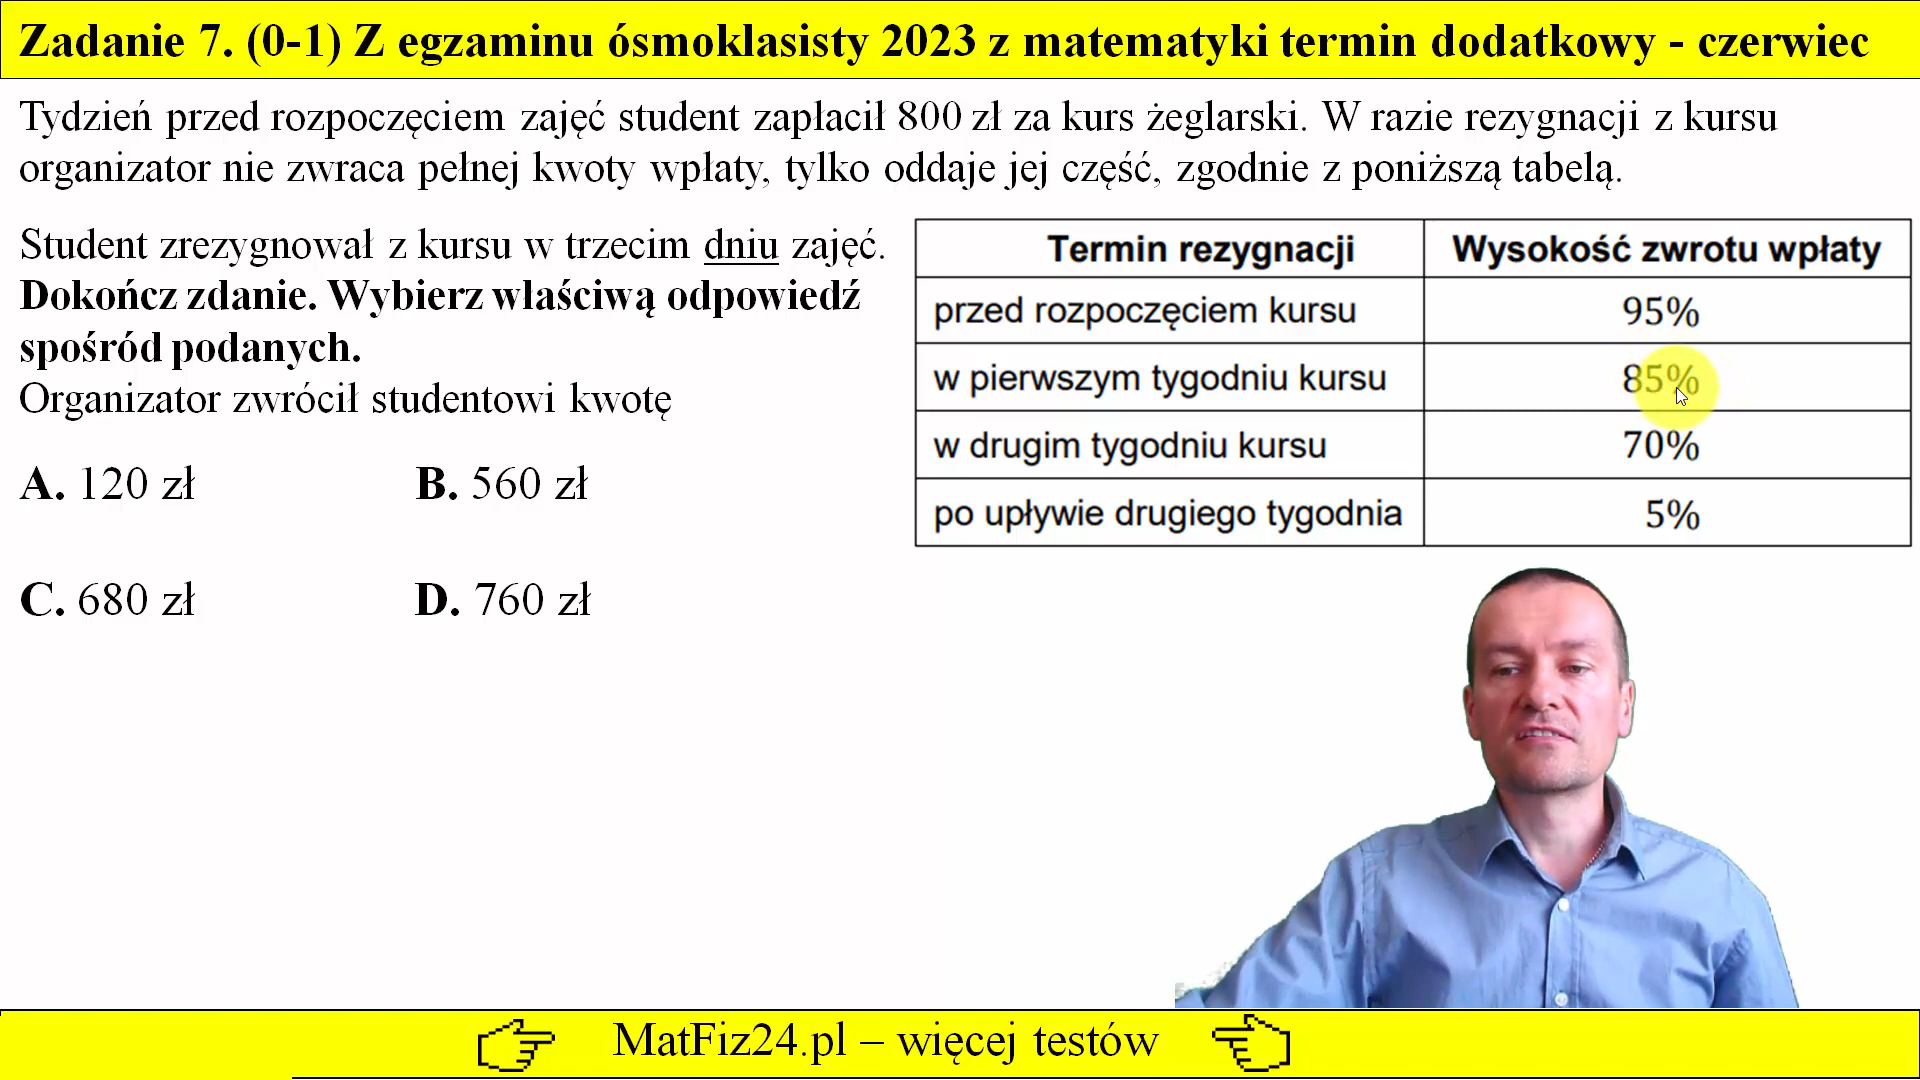 Zadanie 7. (0-1) Z egzaminu ósmoklasisty 2023 z matematyki termin dodatkowy - czerwiec
Tydzień przed rozpoczęciem zajęć student zapłacił 800 zł za kurs żeglarski. W razie rezygnacji z kursu
organizator nie zwraca pełnej kwoty wpłaty, tylko oddaje jej część, zgodnie z poniższą tabelą.
Student zrezygnował z kursu w trzecim dniu zajęć.
Dokończ zdanie. Wybierz właściwą odpowiedź
spośród podanych.
Organizator zwrócił studentowi kwotę
A. 120 zł B. 560 zł
C. 680 zł D. 760 zł
Termin rezygnacji Wysokość zwrotu wpłaty
przed rozpoczęciem kursu 95%
w pierwszym tygodniu kursu 85%
w drugim tygodniu kursu 70%
po upływie drugiego tygodnia 5%
MatFiz24.pl – więcej testów